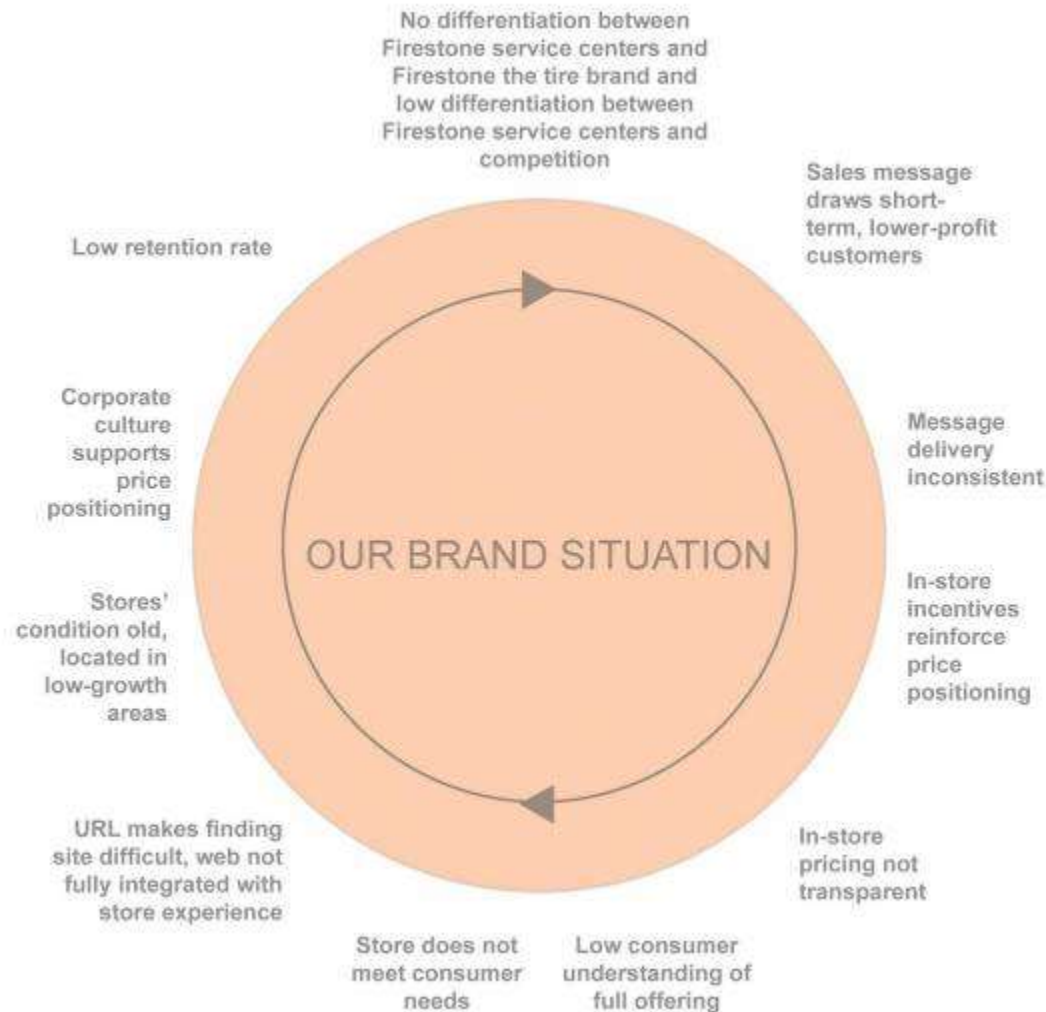 No differentiation between
Firestone service centers and
Firestone the tire brand and
low differentiation between
Firestone service centers and
competition
Sales message
draws short-
term, lower-profit
customers
Message
delivery
inconsistent
In-store
incentives
reinforce
price
positioning
In-store
pricing not
transparent
Low consumer
understanding of
full offering
Store does not
meet consumer
needs
URL makes finding
site difficult, web not
fully integrated with
store experience
Stores’
condition old,
located in
low-growth
areas
Corporate
culture
supports
price
positioning
Low retention rate
OUR BRAND SITUATION